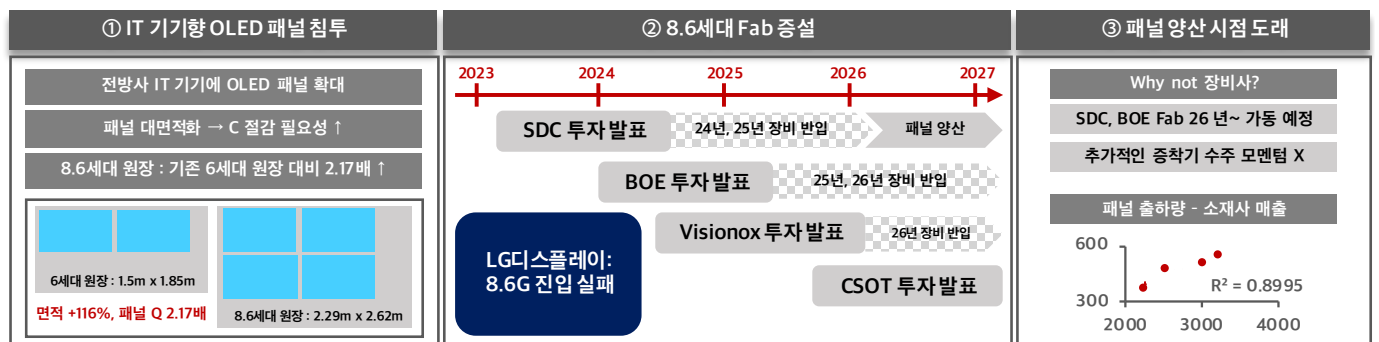 ① IT 기기향 OLED 패널 침투
전방사 IT 기기에 OLED 패널 확대
패널 대면적화 → C 절감 필요성 ↑
8.6세대 원장 : 기존 6세대 원장 대비 2.17배 ↑
6세대 원장 : 1.5m x 1.85m
면적 +116%, 패널 Q 2.17배
8.6세대 원장 : 2.29m x 2.62m
② 8.6세대 Fab 증설
2023 2024 2025 2026 2027
SDC 투자 발표 24년, 25년 장비 반입 패널 양산
BOE 투자 발표 25년, 26년 장비 반입
Visionox 투자 발표 26년 장비 반입
LG디스플레이:
8.6G 진입 실패
CSOT 투자 발표
③ 패널 양산 시점 도래
Why not 장비사?
SDC, BOE Fab 26 년~ 가동 예정
추가적인 증착기 수주 모멘텀 X
패널 출하량 - 소재사 매출
600
300
R² = 0.8995
2000 3000 4000